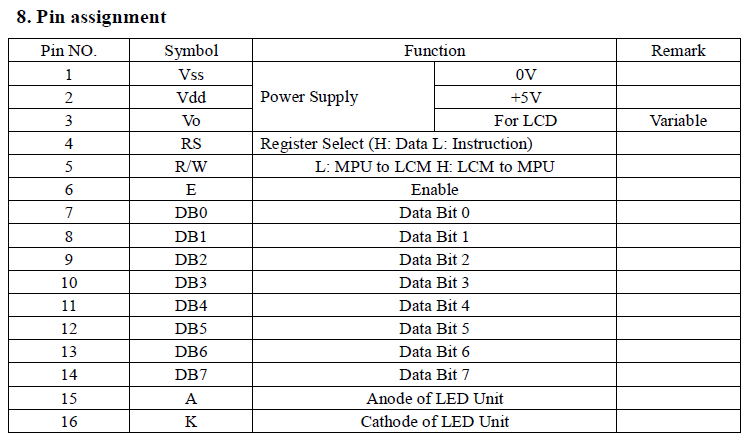 8. Pin assignment
Pin NO. Symbol Function Remark
1 Vss Power Supply 0V
2 Vdd +5V
3 Vo For LCD Variable
4 RS Register Select (H: Data L: Instruction)
5 R/W L: MPU to LCM H: LCM to MPU
6 E Enable
7 DB0 Data Bit 0
8 DB1 Data Bit 1
9 DB2 Data Bit 2
10 DB3 Data Bit 3
11 DB4 Data Bit 4
12 DB5 Data Bit 5
13 DB6 Data Bit 6
14 DB7 Data Bit 7
15 A Anode of LED Unit
16 K Cathode of LED Unit